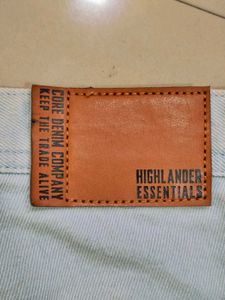 CORE DENIM COMPANY
KEEP THE TRADE ALIVE
HIGHLANDER
ESSENTIALS